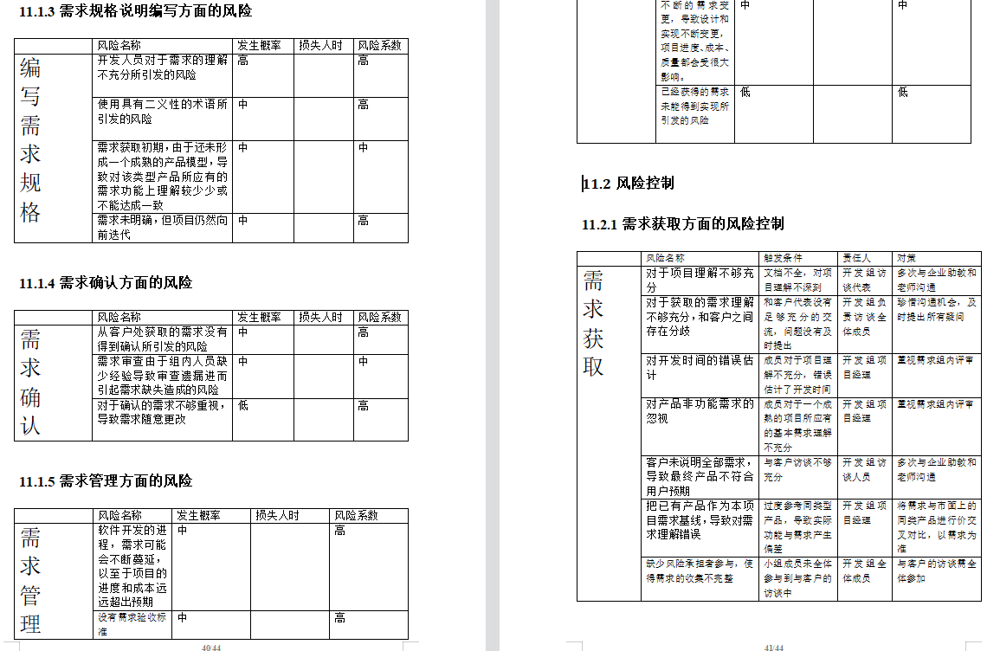 11.1.3 需求规格说明编写方面的风险
风险名称 发生概率 损失人时 风险系数
编写需求规格
开发人员对于需求的理解 高 高
不充分所引发的风险
使用具有二义性的术语所 中 高
引发的风险
需求获取初期，由于还未形 中 中
成一个成熟的产品模型，导
致对该类型产品所应有的
需求功能上理解较少少或
不能达成一致
需求未明确，但项目仍然向 中 高
前迭代
11.1.4 需求确认方面的风险
风险名称 发生概率 损失人时 风险系数
需求确认
从客户处获取的需求没有 中 高
得到确认所引发的风险
需求审查由于组内人员缺 中 中
少经验导致审查遗漏进而
引起需求缺失造成的风险
对于确认的需求不够重视， 低 高
导致需求随意更改
11.1.5 需求管理方面的风险
风险名称 发生概率 损失人时 风险系数
需求管理
软件开发的进 中 高
程，需求可能
会不断蔓延，
以至于项目的
进度和成本远
远超出预期
没有需求验收标 中 高
准
40/44
不断的需求变 中 中
更，导致设计和
实现不断变更，
项目进度、成本、
质量都会受很大
影响。
已经获得的需求 低 低
未能得到实现所
引发的风险
11.2 风险控制
11.2.1 需求获取方面的风险控制
风险名称 触发条件 责任人 对策
需求获取
对于项目理解不够充 文档不全，对项 开发组访 多次与企业助教和
分 目理解不深刻 谈代表 老师沟通
对于获取的需求理解 和客户代表没有 开发组负 珍惜沟通机会，及
不够充分，和客户之间 足够充分的交 责访谈全 时提出所有疑问
存在分歧 流，问题没有及 体成员
时提出
对开发时间的错误估 成员对于项目理 开发组项 重视需求组内评审
计 解不充分，错误 目经理
估计了开发时间
对产品非功能需求的 成员对于一个成 开发组项 重视需求组内评审
忽视 熟的项目所应有 目经理
的基本需求理解
不充分
客户未说明全部需求， 与客户访谈不够 开发组访 多次与企业助教和
导致最终产品不符合 充分 谈人员 老师沟通
用户预期
把已有产品作为本项 过度参考同类型 开发组项 将需求与市面上的
目需求基线，导致对需 产品，导致实际 目经理 同类产品进行价交
求理解错误 功能与需求产生 叉对比，以需求为
偏差 准
缺少风险承担者参与，使 小组成员未全体 开发组全 与客户的访谈需全
得需求的收集不完整 参与到与客户的 体成员 体参加
访谈中
41/44